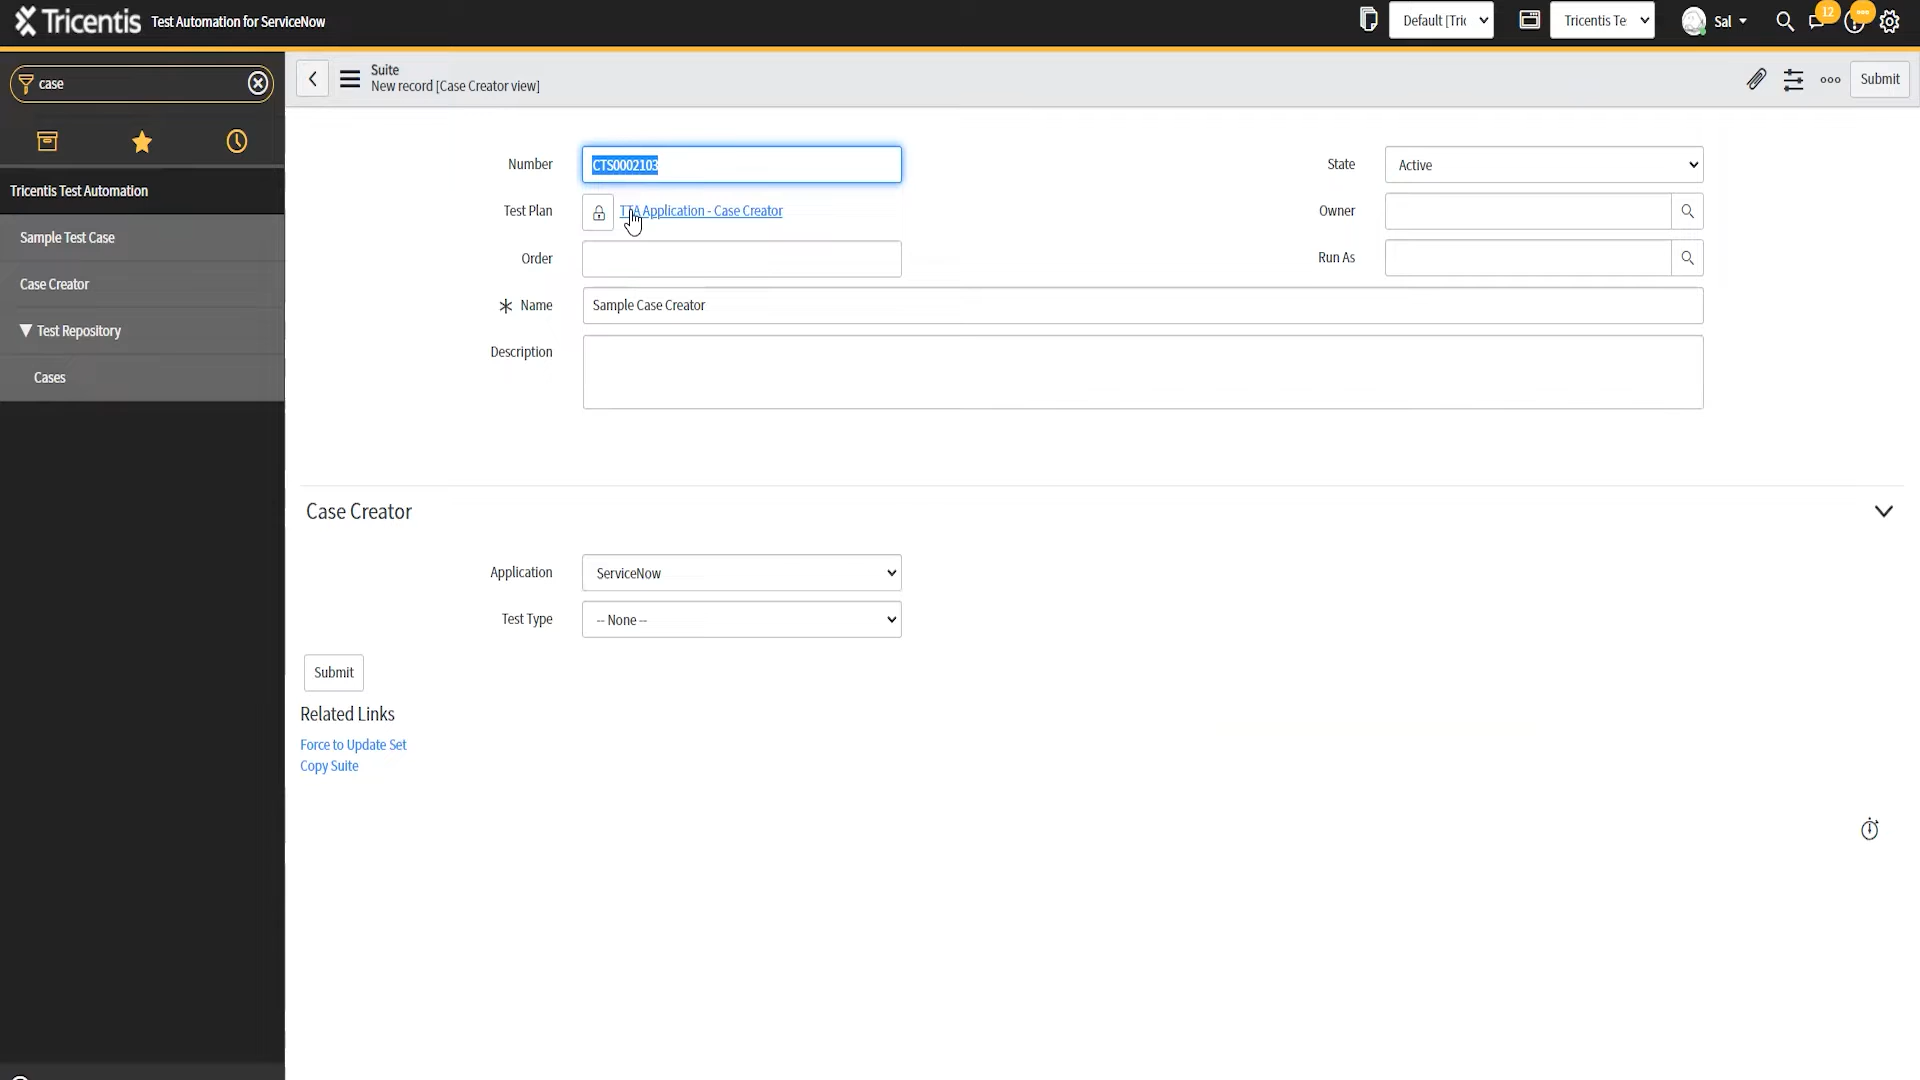 Tricentis Test Automation for ServiceNow
Default [Tric
Tricentis Te
Sal
12
case
Suite
New record [Case Creator view]
Submit
Tricentis Test Automation
Sample Test Case
Case Creator
Test Repository
Cases
Number
CTS0002103
State
Active
Test Plan
TTA Application - Case Creator
Owner
Order
Run As
Name
Sample Case Creator
Description
Case Creator
Application
ServiceNow
Test Type
-- None --
Submit
Related Links
Force to Update Set
Copy Suite